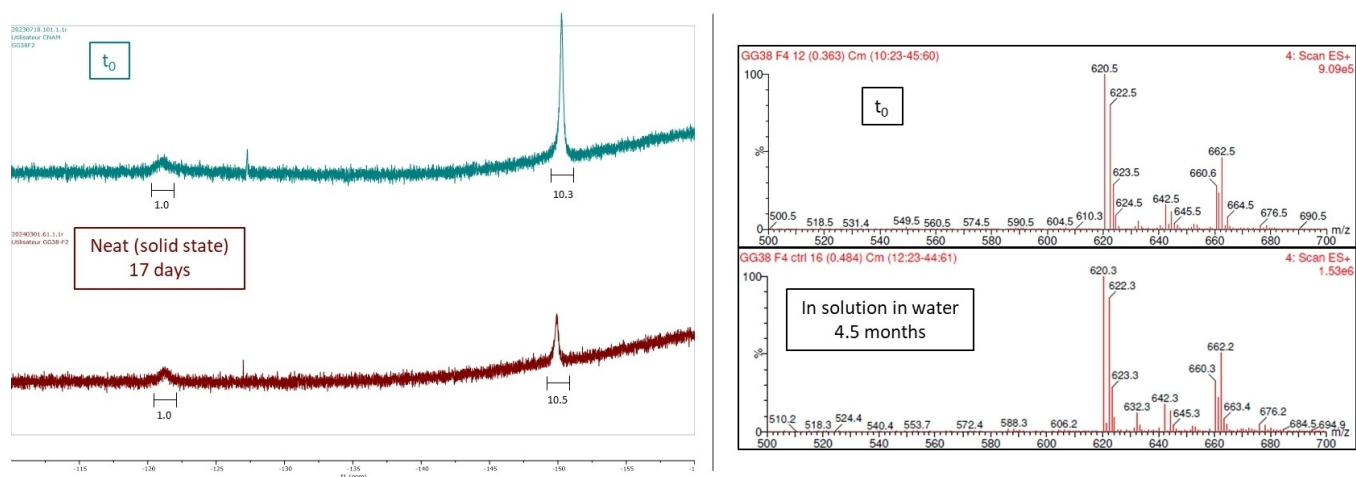 20230718.101.1.1r
Utilisateur CNAM
GG38F2
t0
1.0
10.3
20240301.61.1.1r
Utilisateur GG38-F2
Neat (solid state)
17 days
1.0
10.5
-115 -120 -125 -130 -135 -140 -145 -150 -155
GG38 F4 12 (0.363) Cm (10:23-45:60)
4: Scan ES+
9.09e5
t0
100
%
0
620.5
622.5
623.5
624.5
662.5
660.6
664.5
642.5
645.5
676.5
690.5
500.5
518.5
531.4
549.5
560.5
574.5
590.5
604.5
610.3
m/z
500 520 540 560 580 600 620 640 660 680 700
GG38 F4 ctrl 16 (0.484) Cm (12:23-44:61)
4: Scan ES+
1.53e6
In solution in water
4.5 months
100
%
0
620.3
622.3
623.3
632.3
642.3
645.3
662.2
660.3
663.4
676.2
684.5
694.9
510.2
518.3
524.4
540.4
553.7
572.4
588.3
606.2
m/z
500 520 540 560 580 600 620 640 660 680 700